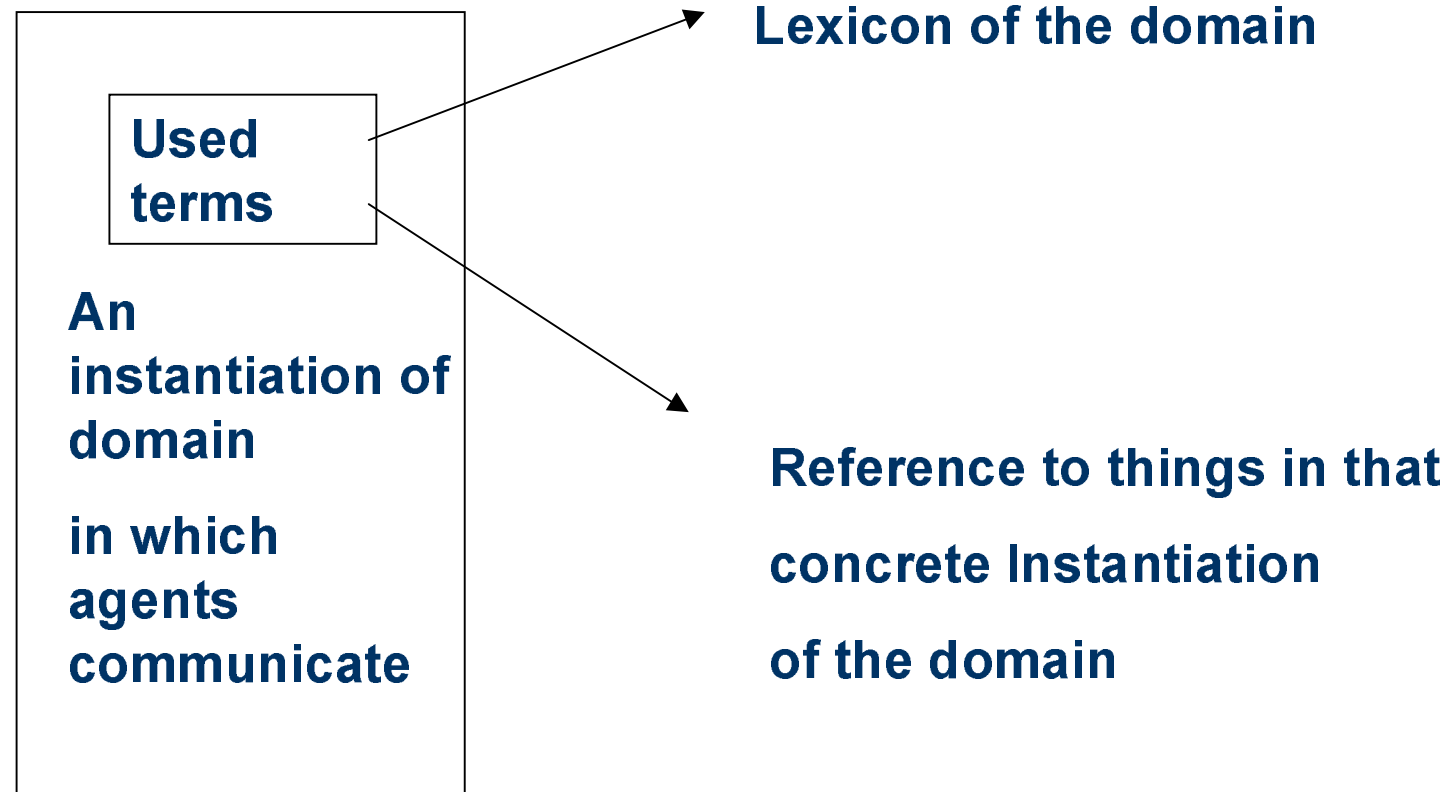 Lexicon of the domain
Used
terms
An
instantiation of
domain
in which
agents
communicate
Reference to things in that
concrete Instantiation
of the domain